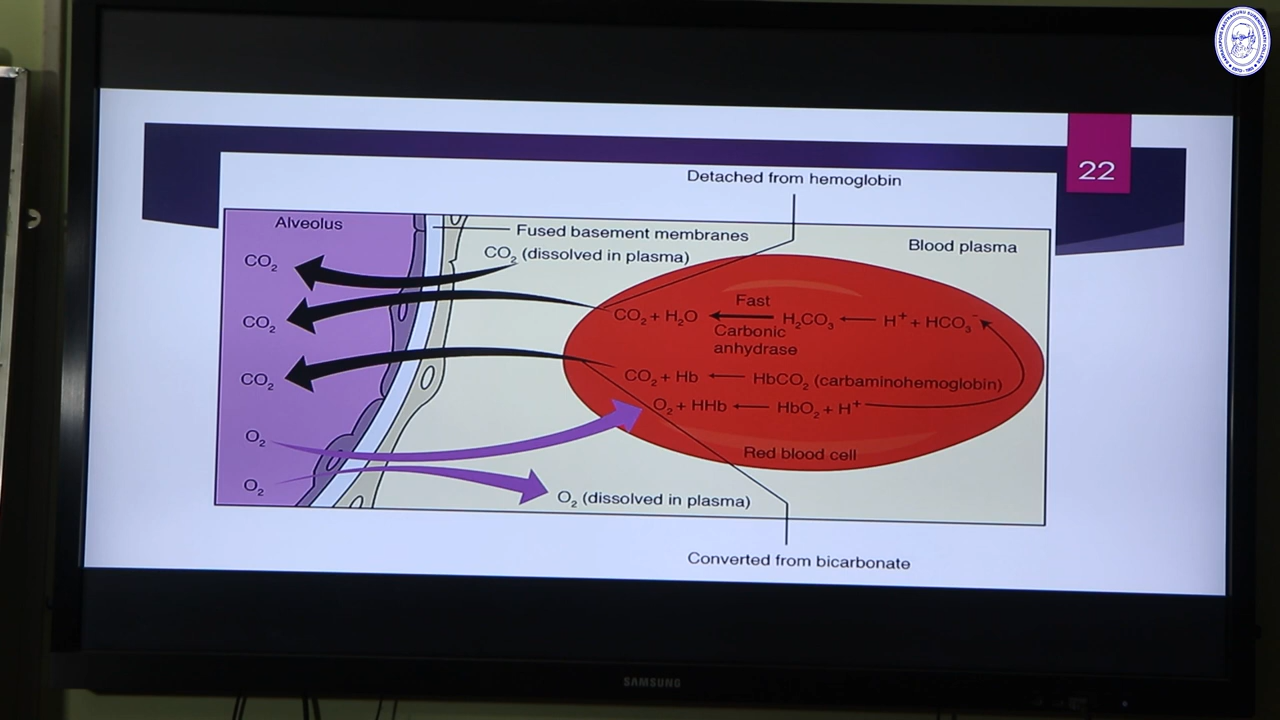 22
Detached from hemoglobin
Alveolus
Fused basement membranes
Blood plasma
CO₂ (dissolved in plasma)
CO₂
CO₂
CO₂
O₂
O₂
Fast
CO₂ + H₂O ← H₂CO₃ ← H⁺ + HCO₃⁻
Carbonic
anhydrase
CO₂ + Hb ← HbCO₂ (carbaminohemoglobin)
O₂ + HHb ← HbO₂ + H⁺
Red blood cell
O₂ (dissolved in plasma)
Converted from bicarbonate
SAMSUNG